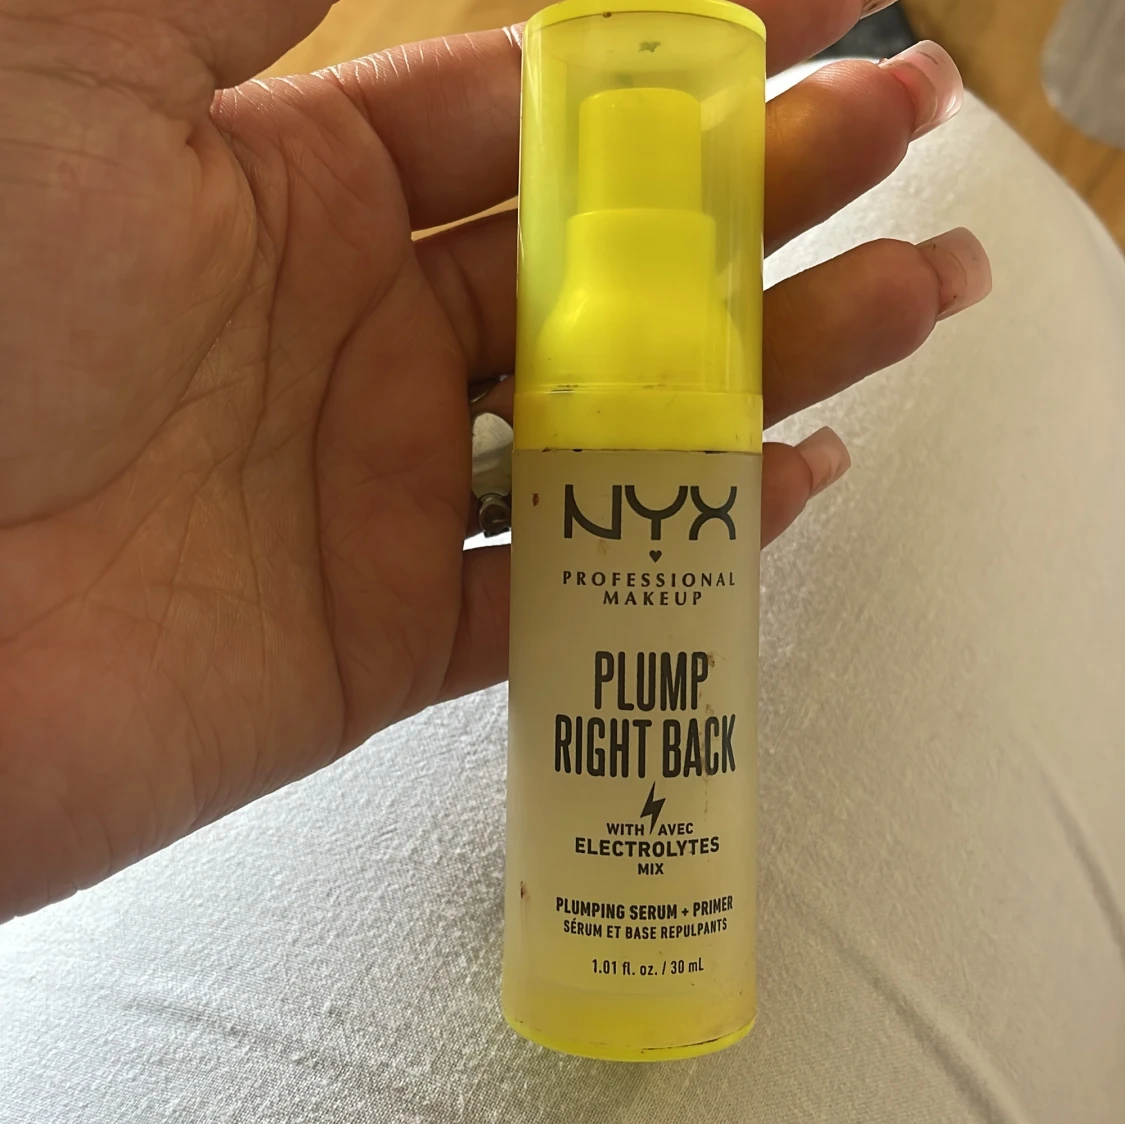 NYX
PROFESSIONAL
MAKEUP
PLUMP
RIGHT BACK
WITH AVEC
ELECTROLYTES
MIX
PLUMPING SERUM + PRIMER
SÉRUM ET BASE REPULPANTS
1.01 fl. oz. / 30 mL